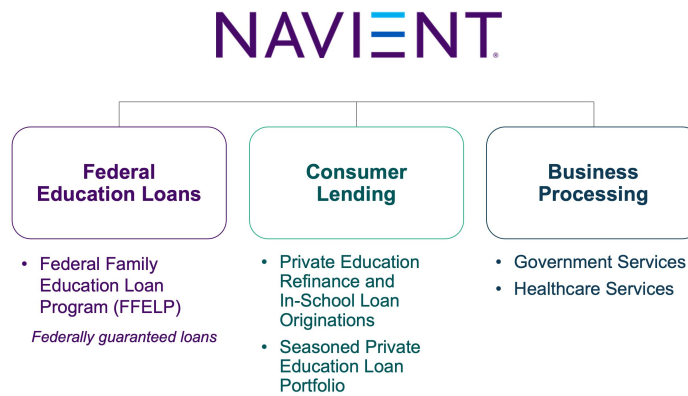 NAVIENT®
Federal
Education Loans
Consumer
Lending
Business
Processing
• Federal Family
Education Loan
Program (FFELP)
Federally guaranteed loans
• Private Education
Refinance and
In-School Loan
Originations
• Seasoned Private
Education Loan
Portfolio
• Government Services
• Healthcare Services